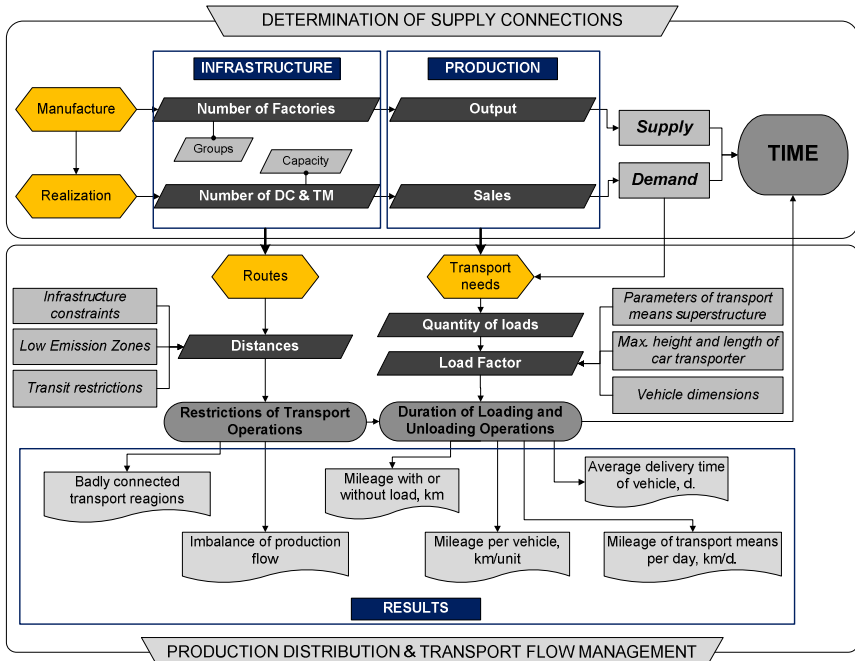 DETERMINATION OF SUPPLY CONNECTIONS
INFRASTRUCTURE
PRODUCTION
Manufacture
Number of Factories
Output
Groups
Supply
Capacity
TIME
Realization
Number of DC & TM
Sales
Demand
Routes
Transport
needs
Infrastructure
constraints
Low Emission Zones
Transit restrictions
Distances
Quantity of loads
Load Factor
Parameters of transport
means superstructure
Max. height and length of
car transporter
Vehicle dimensions
Restrictions of Transport
Operations
Duration of Loading and
Unloading Operations
Badly connected
transport reagions
Mileage with or
without load, km
Average delivery time
of vehicle, d.
Imbalance of production
flow
Mileage per vehicle,
km/unit
Mileage of transport means
per day, km/d.
RESULTS
PRODUCTION DISTRIBUTION & TRANSPORT FLOW MANAGEMENT